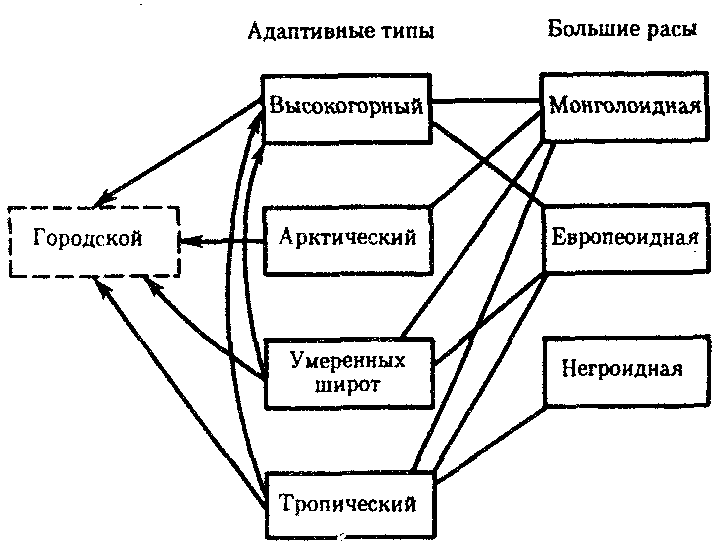 Адаптивные типы
Большие расы
Высокогорный
Монголоидная
Городской
Арктический
Европеоидная
Умеренных
широт
Негроидная
Тропический